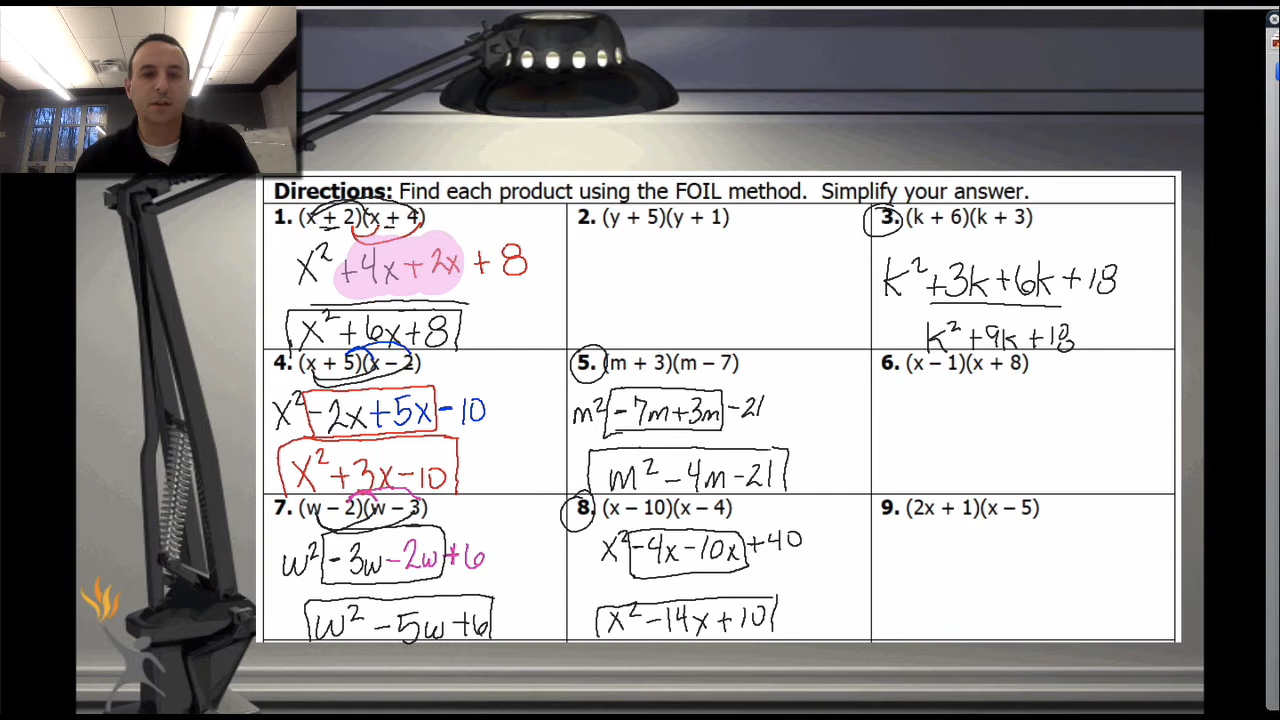 Directions: Find each product using the FOIL method. Simplify your answer.
1. (x + 2)(x + 4)
x² + 4x + 2x + 8
x² + 6x + 8
2. (y + 5)(y + 1)
3. (k + 6)(k + 3)
k² + 3k + 6k + 18
k² + 9k + 18
4. (x + 5)(x – 2)
x² - 2x + 5x - 10
x² + 3x - 10
5. (m + 3)(m – 7)
m² - 7m + 3m - 21
m² - 4m - 21
6. (x – 1)(x + 8)
7. (w – 2)(w – 3)
w² - 3w - 2w + 6
w² - 5w + 6
8. (x – 10)(x – 4)
x² - 4x - 10x + 40
x² - 14x + 10
9. (2x + 1)(x – 5)